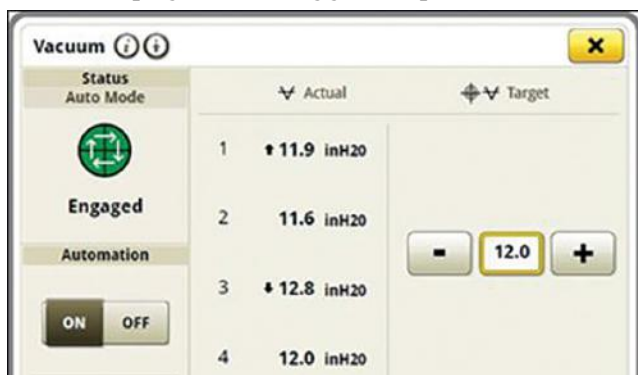 Vacuum
Status
Auto Mode
Engaged
Automation
ON OFF
Actual
Target
1 11.9 inH20
2 11.6 inH20
3 12.8 inH20
4 12.0 inH20
- 12.0 +